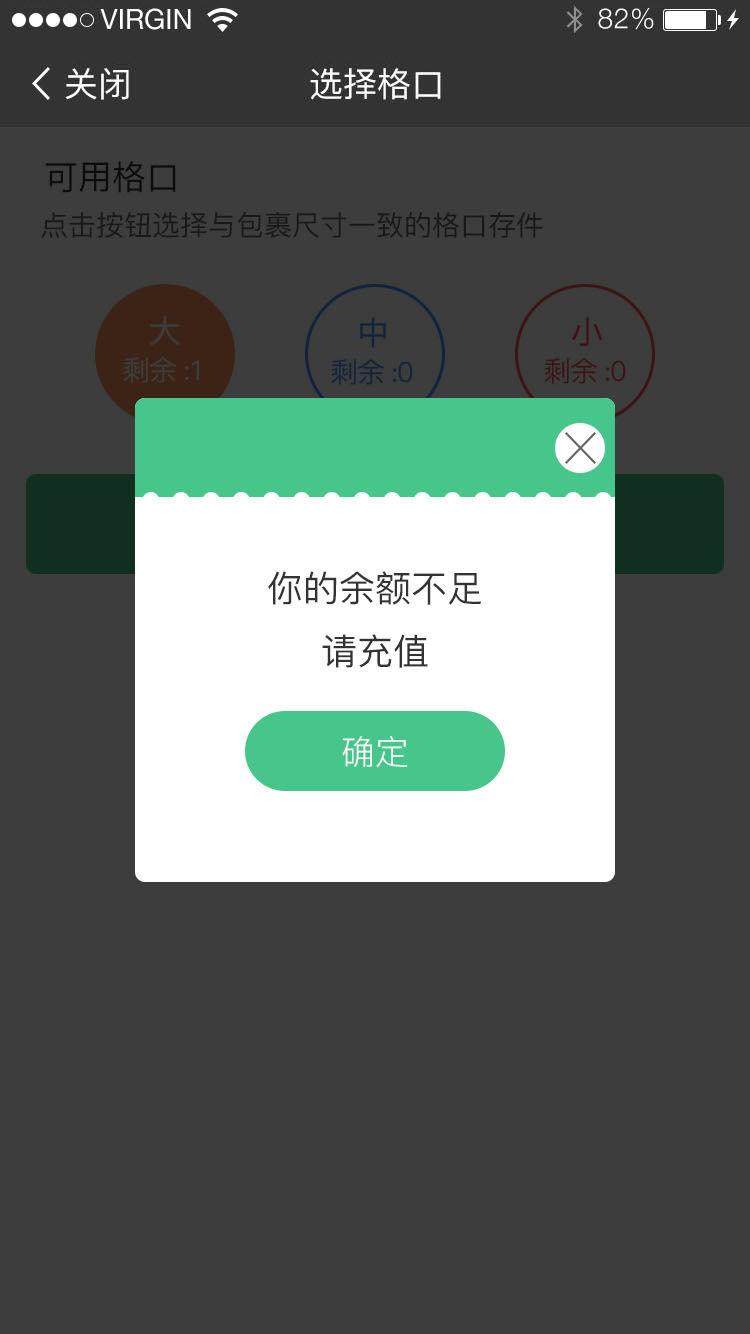 VIRGIN 82%
关闭 选择格口
可用格口
点击按钮选择与包裹尺寸一致的格口存件
大 中 小
剩余 :1 剩余 :0 剩余 :0
你的余额不足
请充值
确定